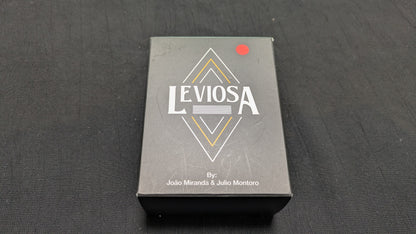 LEVIOSA
By:
João Miranda & Julio Montoro